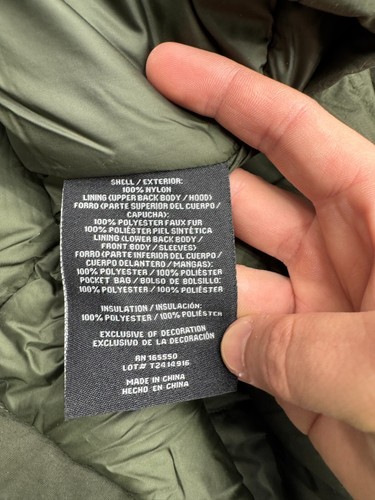 SHELL / EXTERIOR:
100% NYLON
LINING (UPPER BACK BODY / HOOD)
FORRO (PARTE SUPERIOR DEL CUERPO /
CAPUCHA):
100% POLYESTER FAUX FUR
100% POLIÉSTER PIEL SINTÉTICA
LINING (LOWER BACK BODY /
FRONT BODY / SLEEVES)
FORRO (PARTE INFERIOR DEL CUERPO /
CUERPO DELANTERO / MANGAS):
100% POLYESTER / 100% POLIÉSTER
POCKET BAG / BOLSO DE BOLSILLO:
100% POLYESTER / 100% POLIÉSTER
INSULATION / INSULACIÓN:
100% POLYESTER / 100% POLIÉSTER
EXCLUSIVE OF DECORATION
EXCLUSIVO DE LA DECORACIÓN
RN 165550
LOT# T2414916
MADE IN CHINA
HECHO EN CHINA